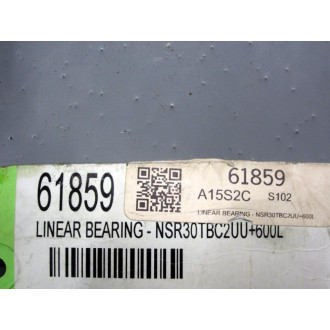 61859
A15S2C S102
LINEAR BEARING - NSR30TBC2UU+600L
61859
LINEAR BEARING - NSR30TBC2UU+600L